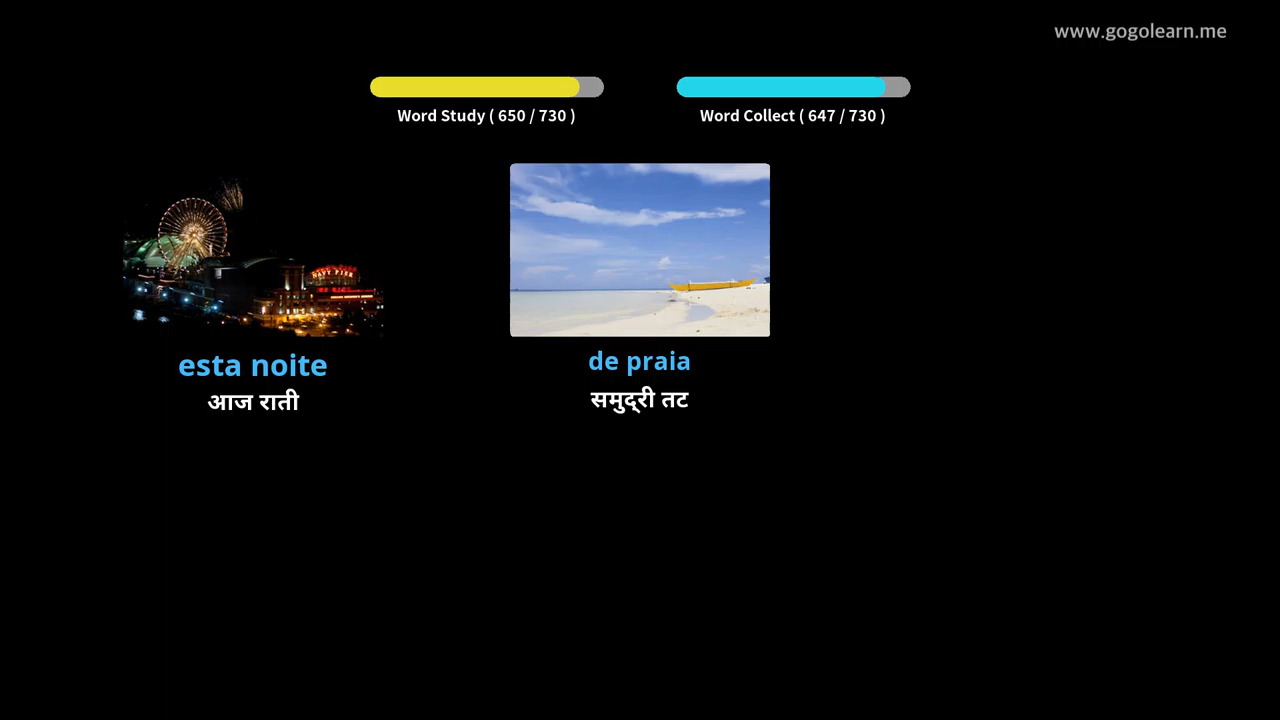 www.gogolearn.me
Word Study ( 650 / 730 )
Word Collect ( 647 / 730 )
esta noite
आज राती
de praia
समुद्री तट